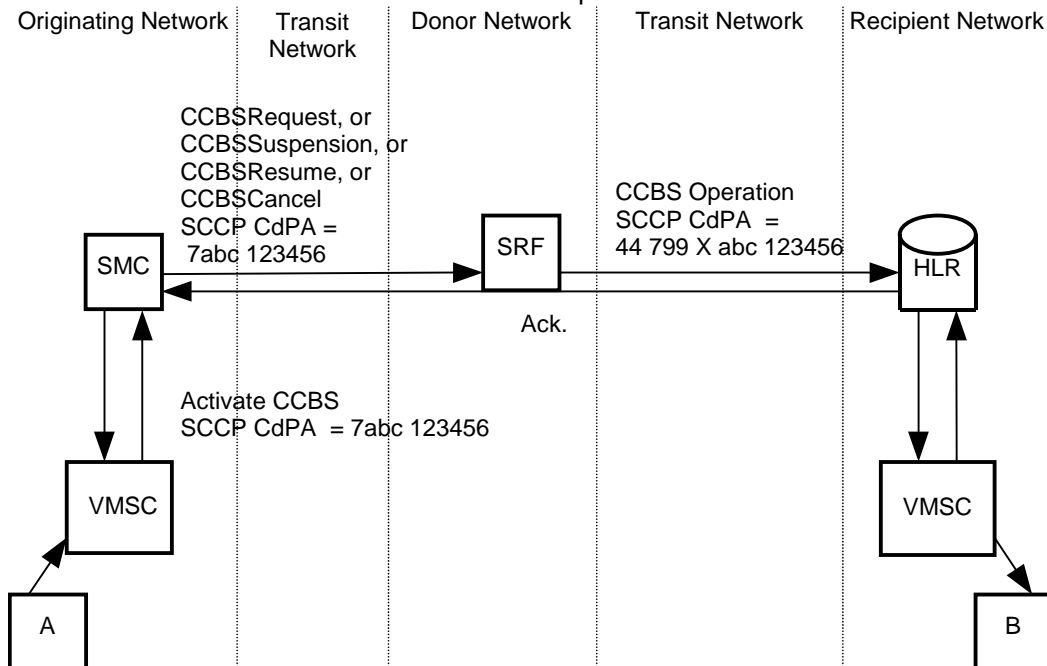 Originating Network
Transit
Network
Donor Network
Transit Network
Recipient Network
CCBSRequest, or
CCBSSuspension, or
CCBSResume, or
CCBSCancel
SCCP CdPA =
7abc 123456
CCBS Operation
SCCP CdPA =
44 799 X abc 123456
SMC
SRF
HLR
Ack.
Activate CCBS
SCCP CdPA = 7abc 123456
VMSC
VMSC
A
B